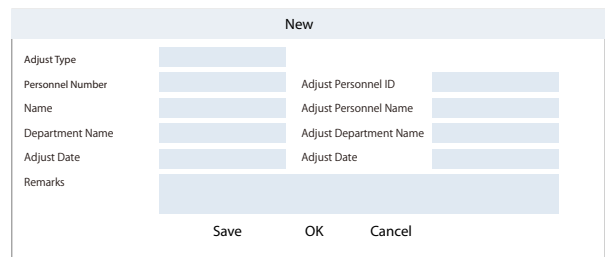 New
Adjust Type
Personnel Number Adjust Personnel ID
Name Adjust Personnel Name
Department Name Adjust Department Name
Adjust Date Adjust Date
Remarks
Save OK Cancel